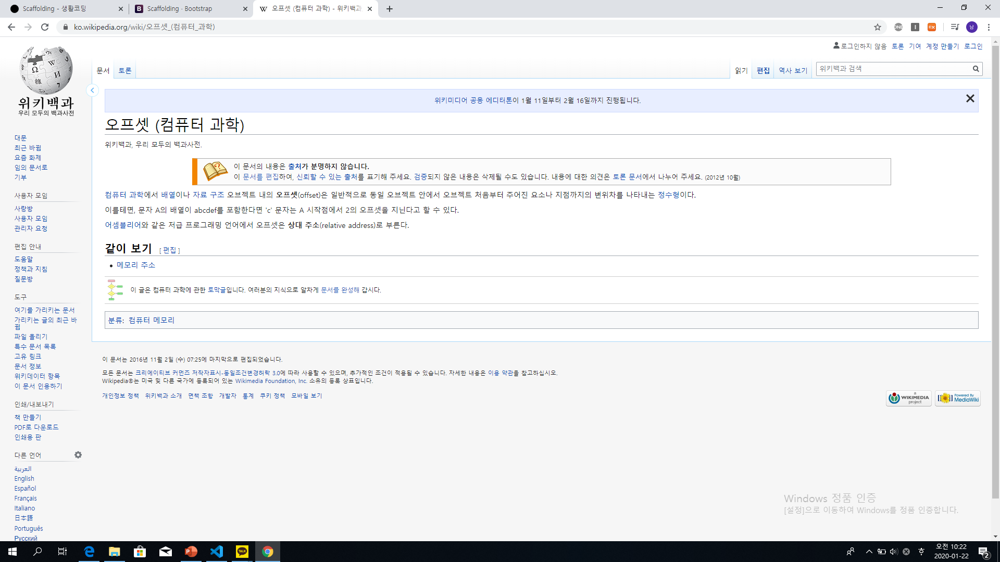 Scaffolding - 생활코딩
Scaffolding · Bootstrap
오프셋 (컴퓨터 과학) - 위키백과
ko.wikipedia.org/wiki/오프셋_(컴퓨터_과학)
로그인하지 않음 토론 기여 계정 만들기 로그인
문서 토론 읽기 편집 역사 보기 위키백과 검색
위키백과
우리 모두의 백과사전
위키미디어 공용 에디터톤이 1월 11일부터 2월 16일까지 진행됩니다.
오프셋 (컴퓨터 과학)
위키백과, 우리 모두의 백과사전.
이 문서의 내용은 출처가 분명하지 않습니다.
이 문서를 편집하여, 신뢰할 수 있는 출처를 표기해 주세요. 검증되지 않은 내용은 삭제될 수도 있습니다. 내용에 대한 의견은 토론 문서에서 나누어 주세요. (2012년 10월)
컴퓨터 과학에서 배열이나 자료 구조 오브젝트 내의 오프셋(offset)은 일반적으로 동일 오브젝트 안에서 오브젝트 처음부터 주어진 요소나 지점까지의 변위차를 나타내는 정수형이다.
이를테면, 문자 A의 배열이 abcdef를 포함한다면 'c' 문자는 A 시작점에서 2의 오프셋을 지닌다고 할 수 있다.
어셈블리어와 같은 저급 프로그래밍 언어에서 오프셋은 상대 주소(relative address)로 부른다.
같이 보기 [ 편집 ]
메모리 주소
이 글은 컴퓨터 과학에 관한 토막글입니다. 여러분의 지식으로 알차게 문서를 완성해 갑시다.
분류: 컴퓨터 메모리
이 문서는 2016년 11월 2일 (수) 07:25에 마지막으로 편집되었습니다.
모든 문서는 크리에이티브 커먼즈 저작자표시-동일조건변경허락 3.0에 따라 사용할 수 있으며, 추가적인 조건이 적용될 수 있습니다. 자세한 내용은 이용 약관을 참고하십시오.
Wikipedia®는 미국 및 다른 국가에 등록되어 있는 Wikimedia Foundation, Inc. 소유의 등록 상표입니다.
개인정보 정책 위키백과 소개 면책 조항 개발자 통계 쿠키 정책 모바일 보기
a WIKIMEDIA project
Powered By MediaWiki
대문
최근 바뀜
요즘 화제
임의 문서로
기부
사용자 모임
사랑방
사용자 모임
관리자 요청
편집 안내
도움말
정책과 지침
질문방
도구
여기를 가리키는 문서
가리키는 글의 최근 바
뀜
파일 올리기
특수 문서 목록
고유 링크
문서 정보
위키데이터 항목
이 문서 인용하기
인쇄/내보내기
책 만들기
PDF로 다운로드
인쇄용 판
다른 언어
العربية
English
Español
Français
Italiano
日本語
Português
Русский
Windows 정품 인증
[설정]으로 이동하여 Windows를 정품 인증합니다.
오전 10:22
2020-01-22